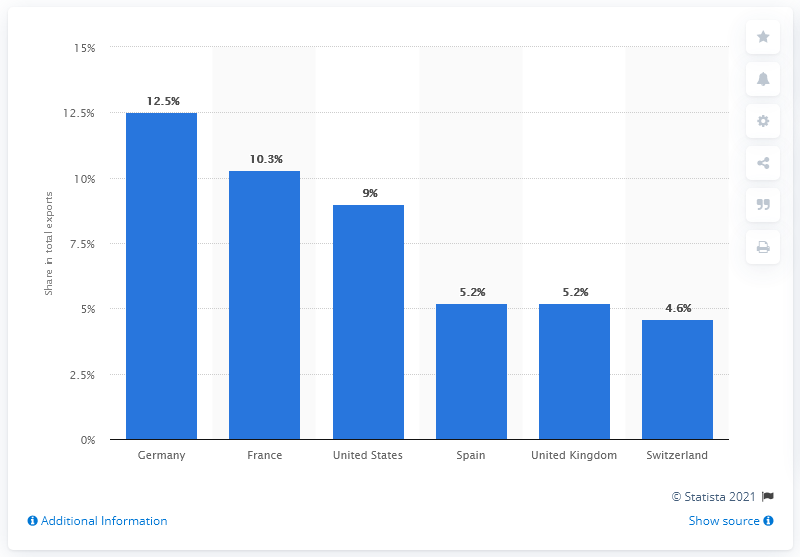 15%
12.5%
10%
7.5%
5%
2.5%
0%
Share in total exports
12.5%
10.3%
9%
5.2%
5.2%
4.6%
Germany
France
United States
Spain
United Kingdom
Switzerland
© Statista 2021
Additional Information
Show source